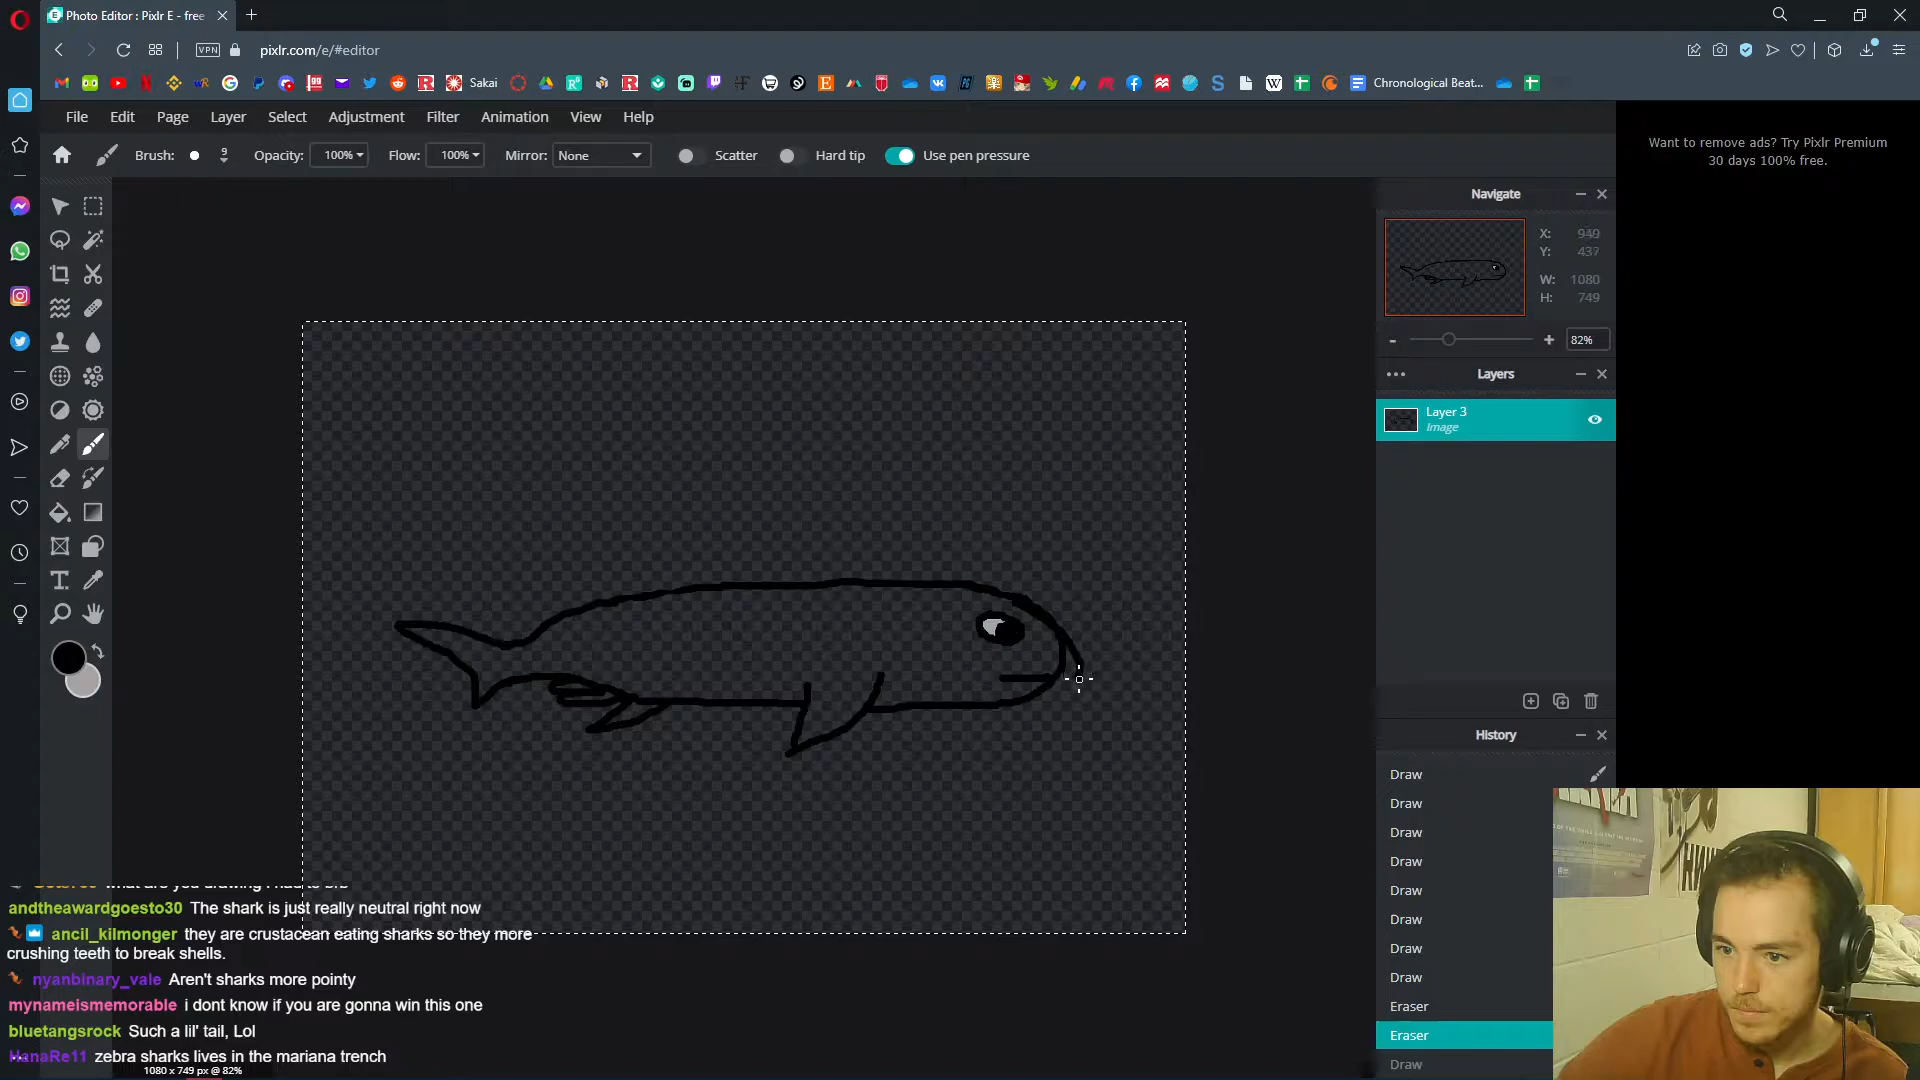 Photo Editor : Pixlr E - free
VPN
pixlr.com/e/#editor
Sakai
Chronological Beat...
File Edit Page Layer Select Adjustment Filter Animation View Help
Brush: 9 Opacity: 100% Flow: 100% Mirror: None Scatter Hard tip Use pen pressure
Want to remove ads? Try Pixlr Premium
30 days 100% free.
Navigate
X: 949
Y: 437
W: 1080
H: 749
82%
Layers
Layer 3
Image
History
Draw
Draw
Draw
Draw
Draw
Draw
Draw
Draw
Eraser
Eraser
Draw
andtheawardgoesto30 The shark is just really neutral right now
ancil_kilmonger they are crustacean eating sharks so they more
crushing teeth to break shells.
nyanbinary_vale Aren't sharks more pointy
mynameismemorable i dont know if you are gonna win this one
bluetangsrock Such a lil' tail, Lol
HanaRe11 zebra sharks lives in the mariana trench
1080 x 749 px @ 82%